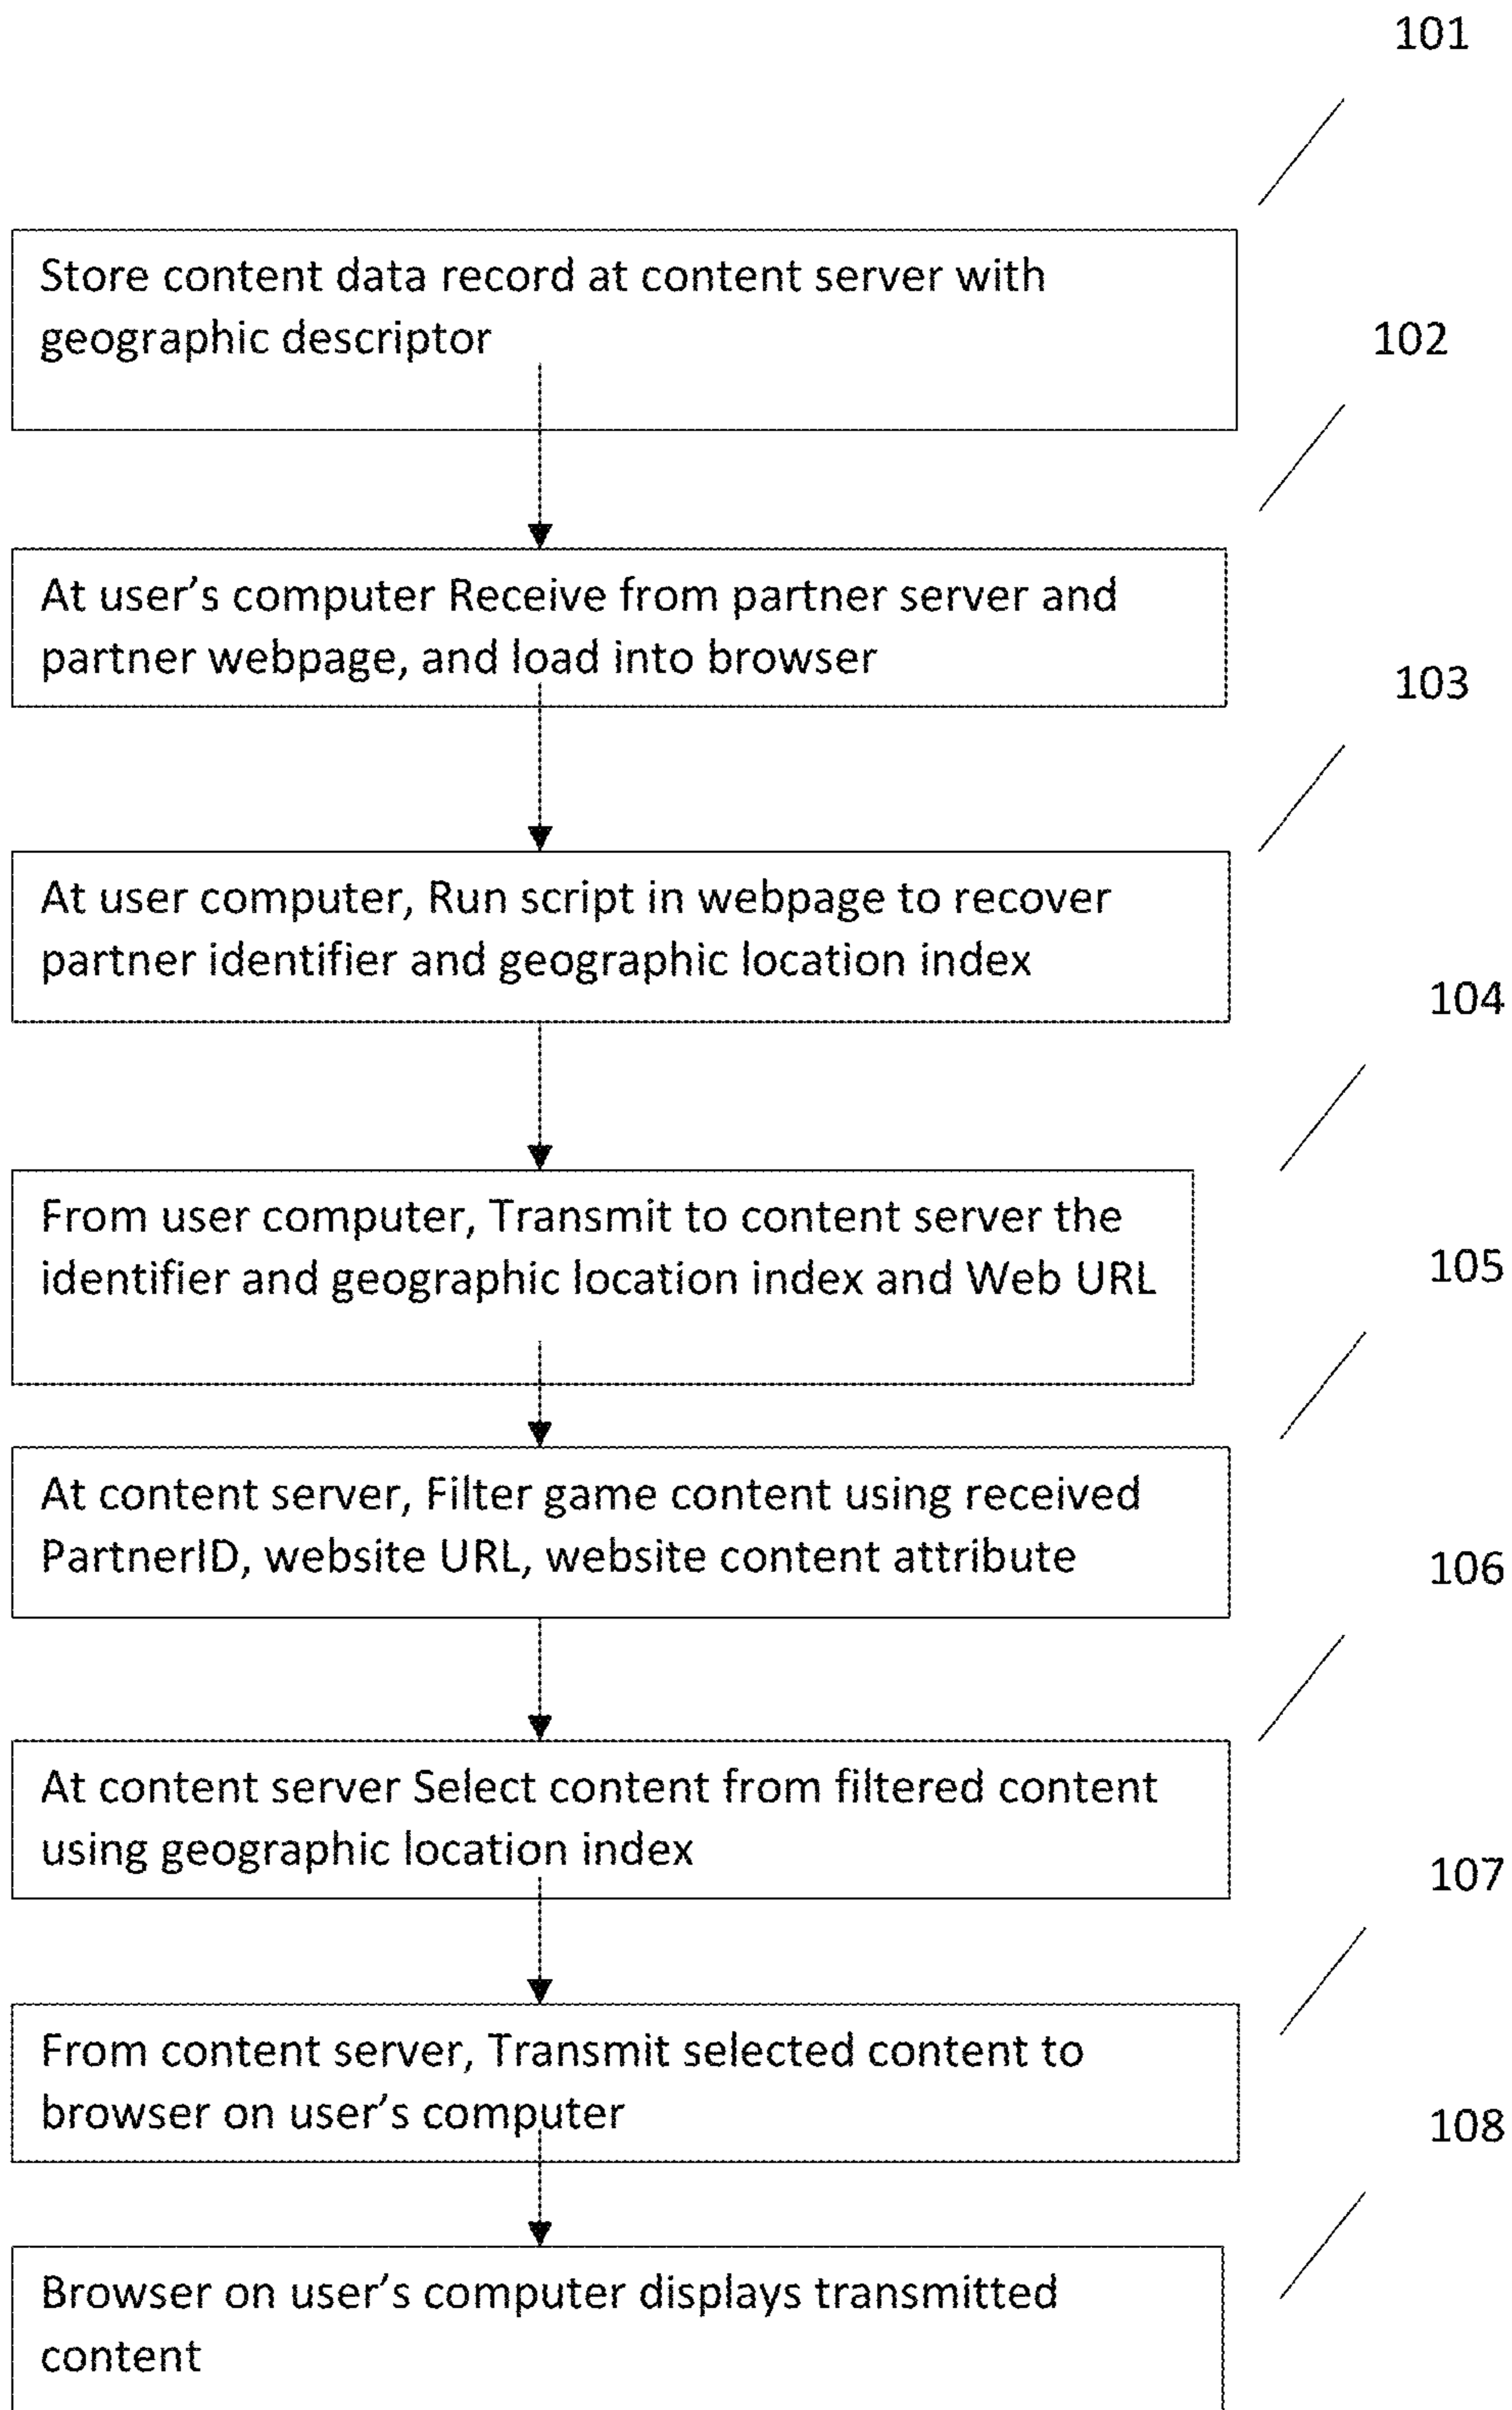 101
Store content data record at content server with
geographic descriptor
102
At user's computer Receive from partner server and
partner webpage, and load into browser
103
At user computer, Run script in webpage to recover
partner identifier and geographic location index
104
From user computer, Transmit to content server the
identifier and geographic location index and Web URL
105
At content server, Filter game content using received
PartnerID, website URL, website content attribute
106
At content server Select content from filtered content
using geographic location index
107
From content server, Transmit selected content to
browser on user's computer
108
Browser on user's computer displays transmitted
content